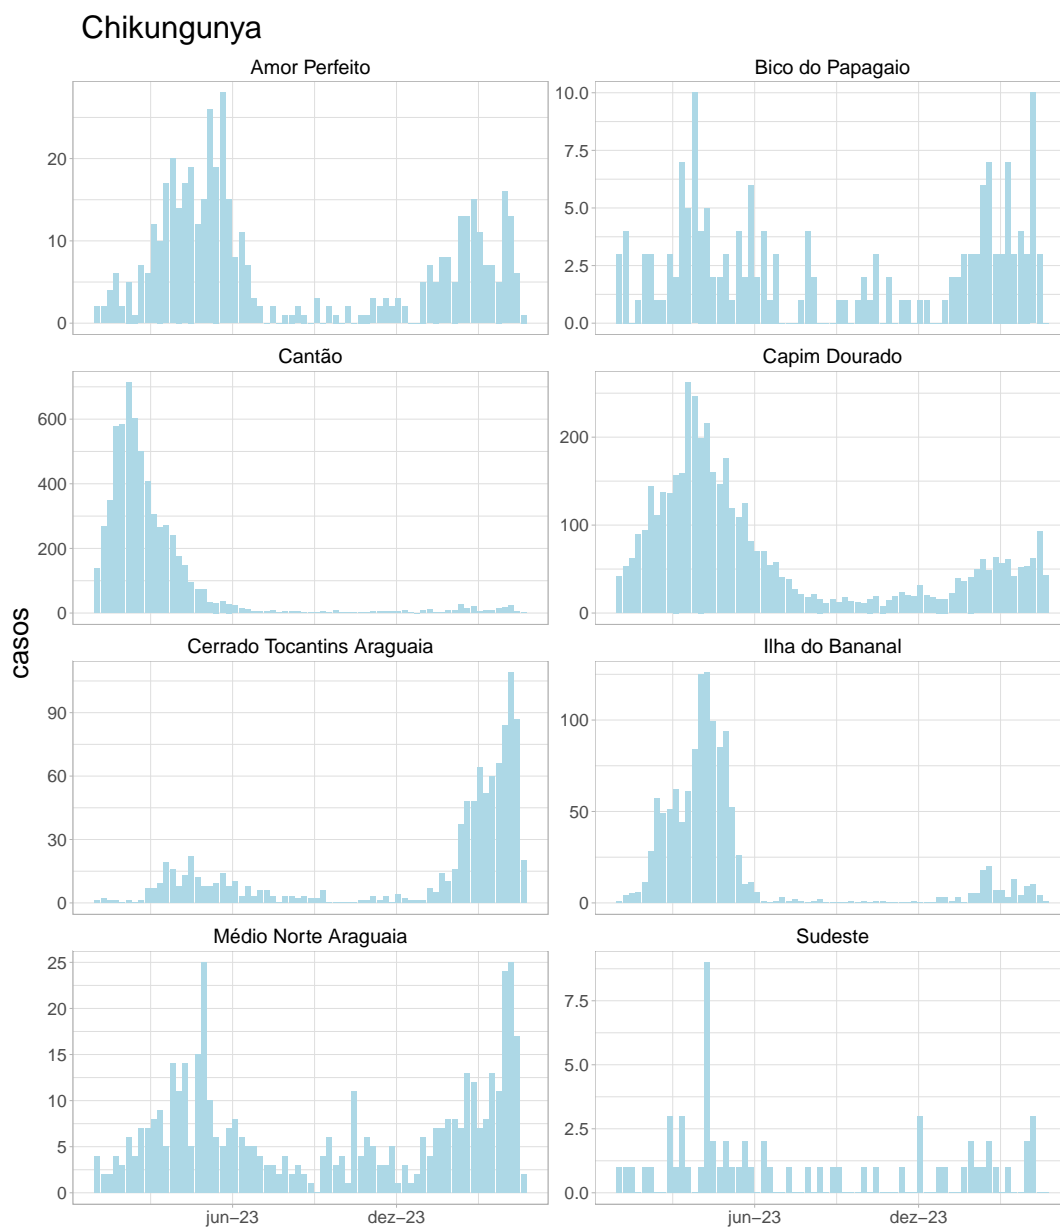 Chikungunya
Amor Perfeito
Bico do Papagaio
20
10
0
10.0
7.5
5.0
2.5
0.0
Cantão
Capim Dourado
600
400
200
0
200
100
0
casos
Cerrado Tocantins Araguaia
Ilha do Bananal
90
60
30
0
100
50
0
Médio Norte Araguaia
Sudeste
25
20
15
10
5
0
7.5
5.0
2.5
0.0
jun−23
dez−23
jun−23
dez−23